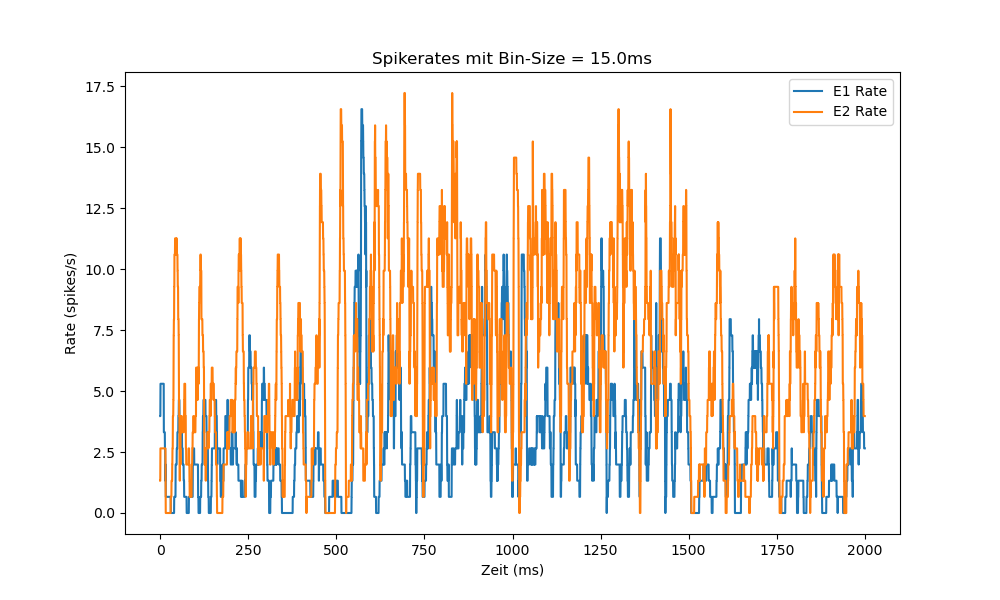 Spikerates mit Bin-Size = 15.0ms
E1 Rate
E2 Rate
Rate (spikes/s)
17.5
15.0
12.5
10.0
7.5
5.0
2.5
0.0
0 250 500 750 1000 1250 1500 1750 2000
Zeit (ms)